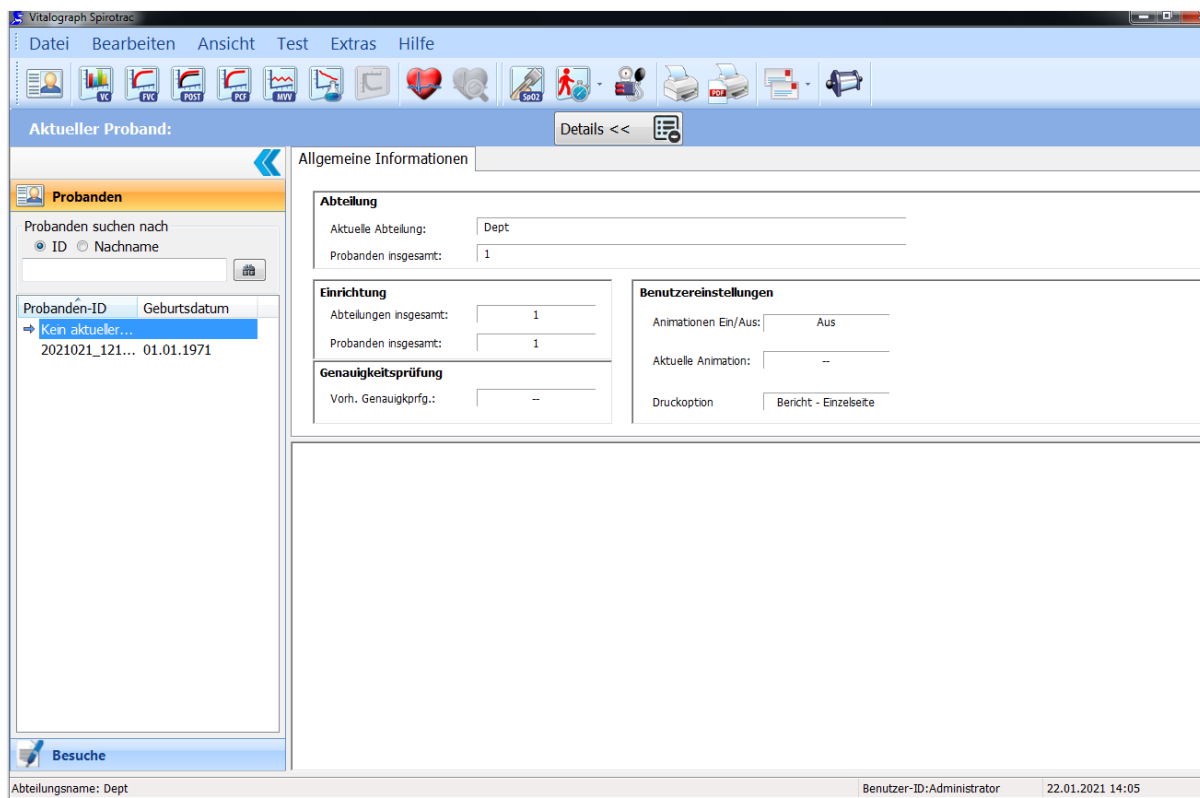 Vitalograph Spirotrac
Datei Bearbeiten Ansicht Test Extras Hilfe
VC FVC POST PCF MVV SpO2 PDF
Aktueller Proband: Details <<
Allgemeine Informationen
Probanden
Probanden suchen nach
ID Nachname
Probanden-ID Geburtsdatum
Kein aktueller...
2021021_121... 01.01.1971
Abteilung
Aktuelle Abteilung: Dept
Probanden insgesamt: 1
Einrichtung
Abteilungen insgesamt: 1
Probanden insgesamt: 1
Genauigkeitsprüfung
Vorh. Genauigkprfg.: --
Benutzereinstellungen
Animationen Ein/Aus: Aus
Aktuelle Animation: --
Druckoption Bericht - Einzelseite
Besuche
Abteilungsname: Dept Benutzer-ID:Administrator 22.01.2021 14:05